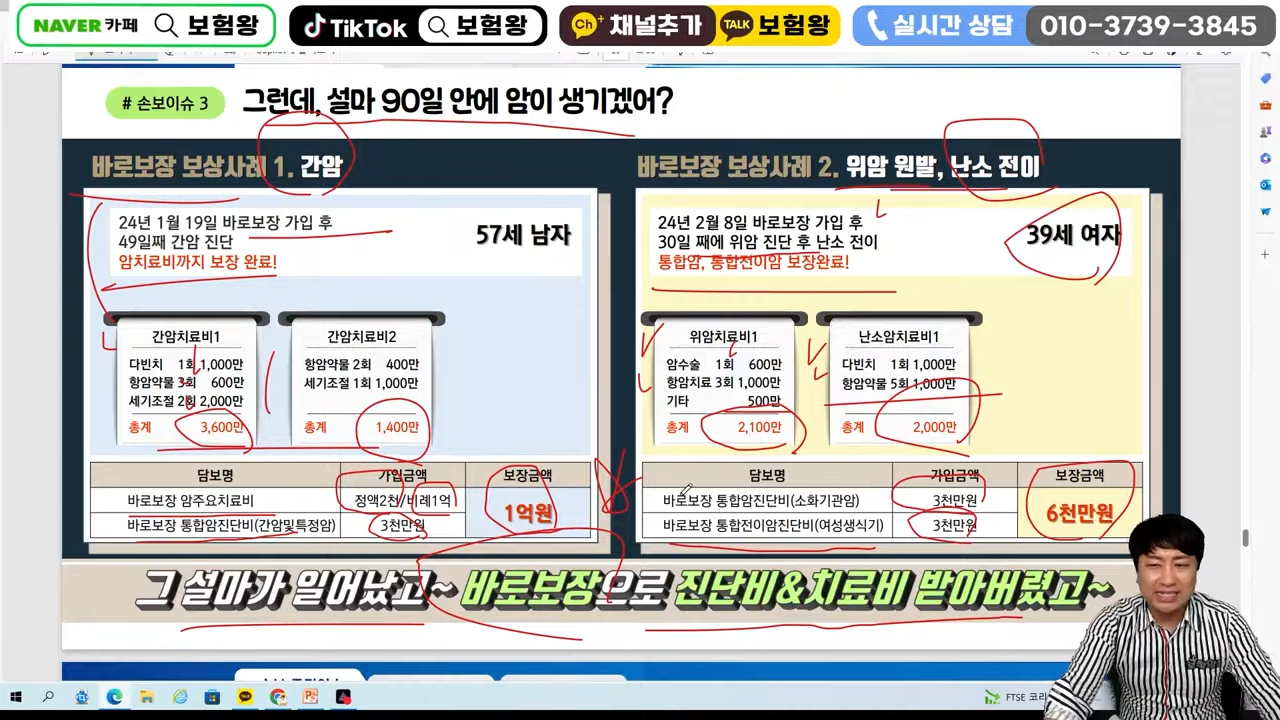 NAVER 카페 보험왕
TikTok 보험왕
Ch+ 채널추가 TALK 보험왕
실시간 상담 010-3739-3845
# 손보이슈 3 그런데, 설마 90일 안에 암이 생기겠어?
바로보장 보상사례 1. 간암
24년 1월 19일 바로보장 가입 후
49일째 간암 진단
암치료비까지 보장 완료!
57세 남자
간암치료비1
다빈치 1회 1,000만
항암약물 3회 600만
세기조절 2회 2,000만
총계 3,600만
간암치료비2
항암약물 2회 400만
세기조절 1회 1,000만
총계 1,400만
담보명 가입금액 보장금액
바로보장 암주요치료비 정액2천/비례1억 1억원
바로보장 통합암진단비(간암및특정암) 3천만원
바로보장 보상사례 2. 위암 원발, 난소 전이
24년 2월 8일 바로보장 가입 후
30일 째에 위암 진단 후 난소 전이
통합암, 통합전이암 보장완료!
39세 여자
위암치료비1
암수술 1회 600만
항암치료 3회 1,000만
기타 500만
총계 2,100만
난소암치료비1
다빈치 1회 1,000만
항암약물 5회 1,000만
총계 2,000만
담보명 가입금액 보장금액
바로보장 통합암진단비(소화기관암) 3천만원 6천만원
바로보장 통합전이암진단비(여성생식기) 3천만원
그 설마가 일어났고~ 바로보장으로 진단비&치료비 받아버렸고~
FTSE 코리